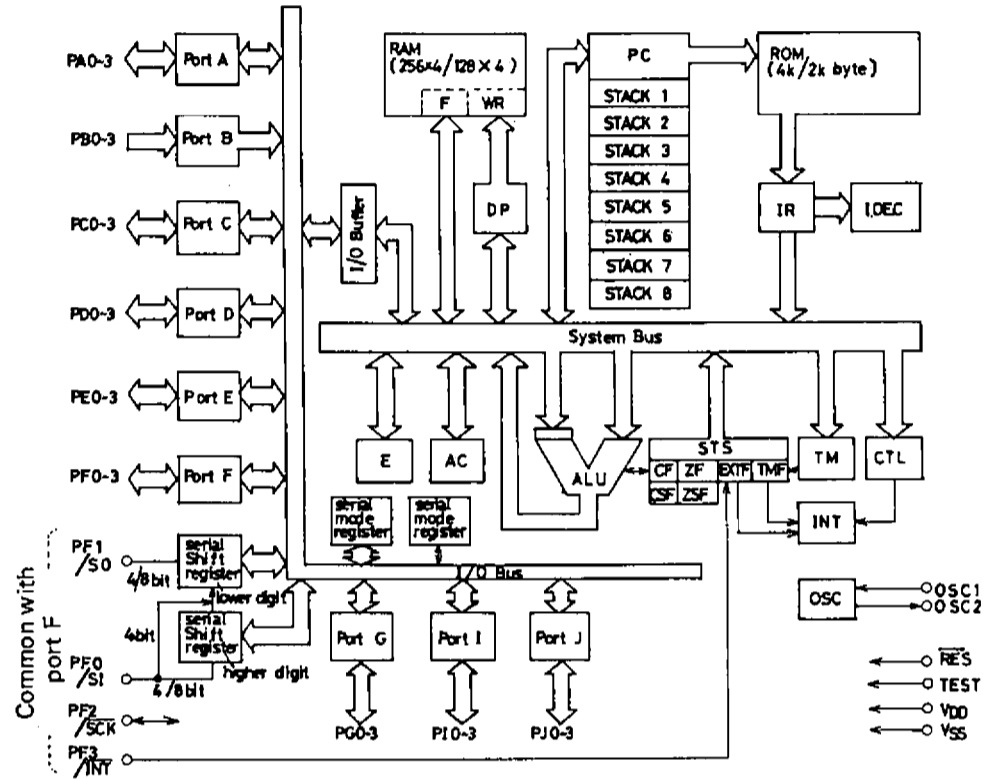 PA0~3
Port A
PB0~3
Port B
PC0~3
Port C
PD0~3
Port D
PE0~3
Port E
PF0~3
Port F
I/O Buffer
RAM
(256×4/128×4)
F
WR
DP
PC
STACK 1
STACK 2
STACK 3
STACK 4
STACK 5
STACK 6
STACK 7
STACK 8
ROM
(4k/2k byte)
IR
I.DEC
System Bus
E
AC
ALU
STS
CF
ZF
EXTF
TMF
CSF
ZSF
TM
CTL
INT
serial
mode
register
serial
mode
register
I/O Bus
OSC
OSC1
OSC2
RES
TEST
VDD
VSS
Common with
port F
PF1
/SO
4/8bit
serial
Shift
register
lower digit
4bit
serial
Shift
register
higher digit
PF0
/SI
4/8bit
PF2
/SCK
PF3
/INT
Port G
Port I
Port J
PG0~3
PI0~3
PJ0~3